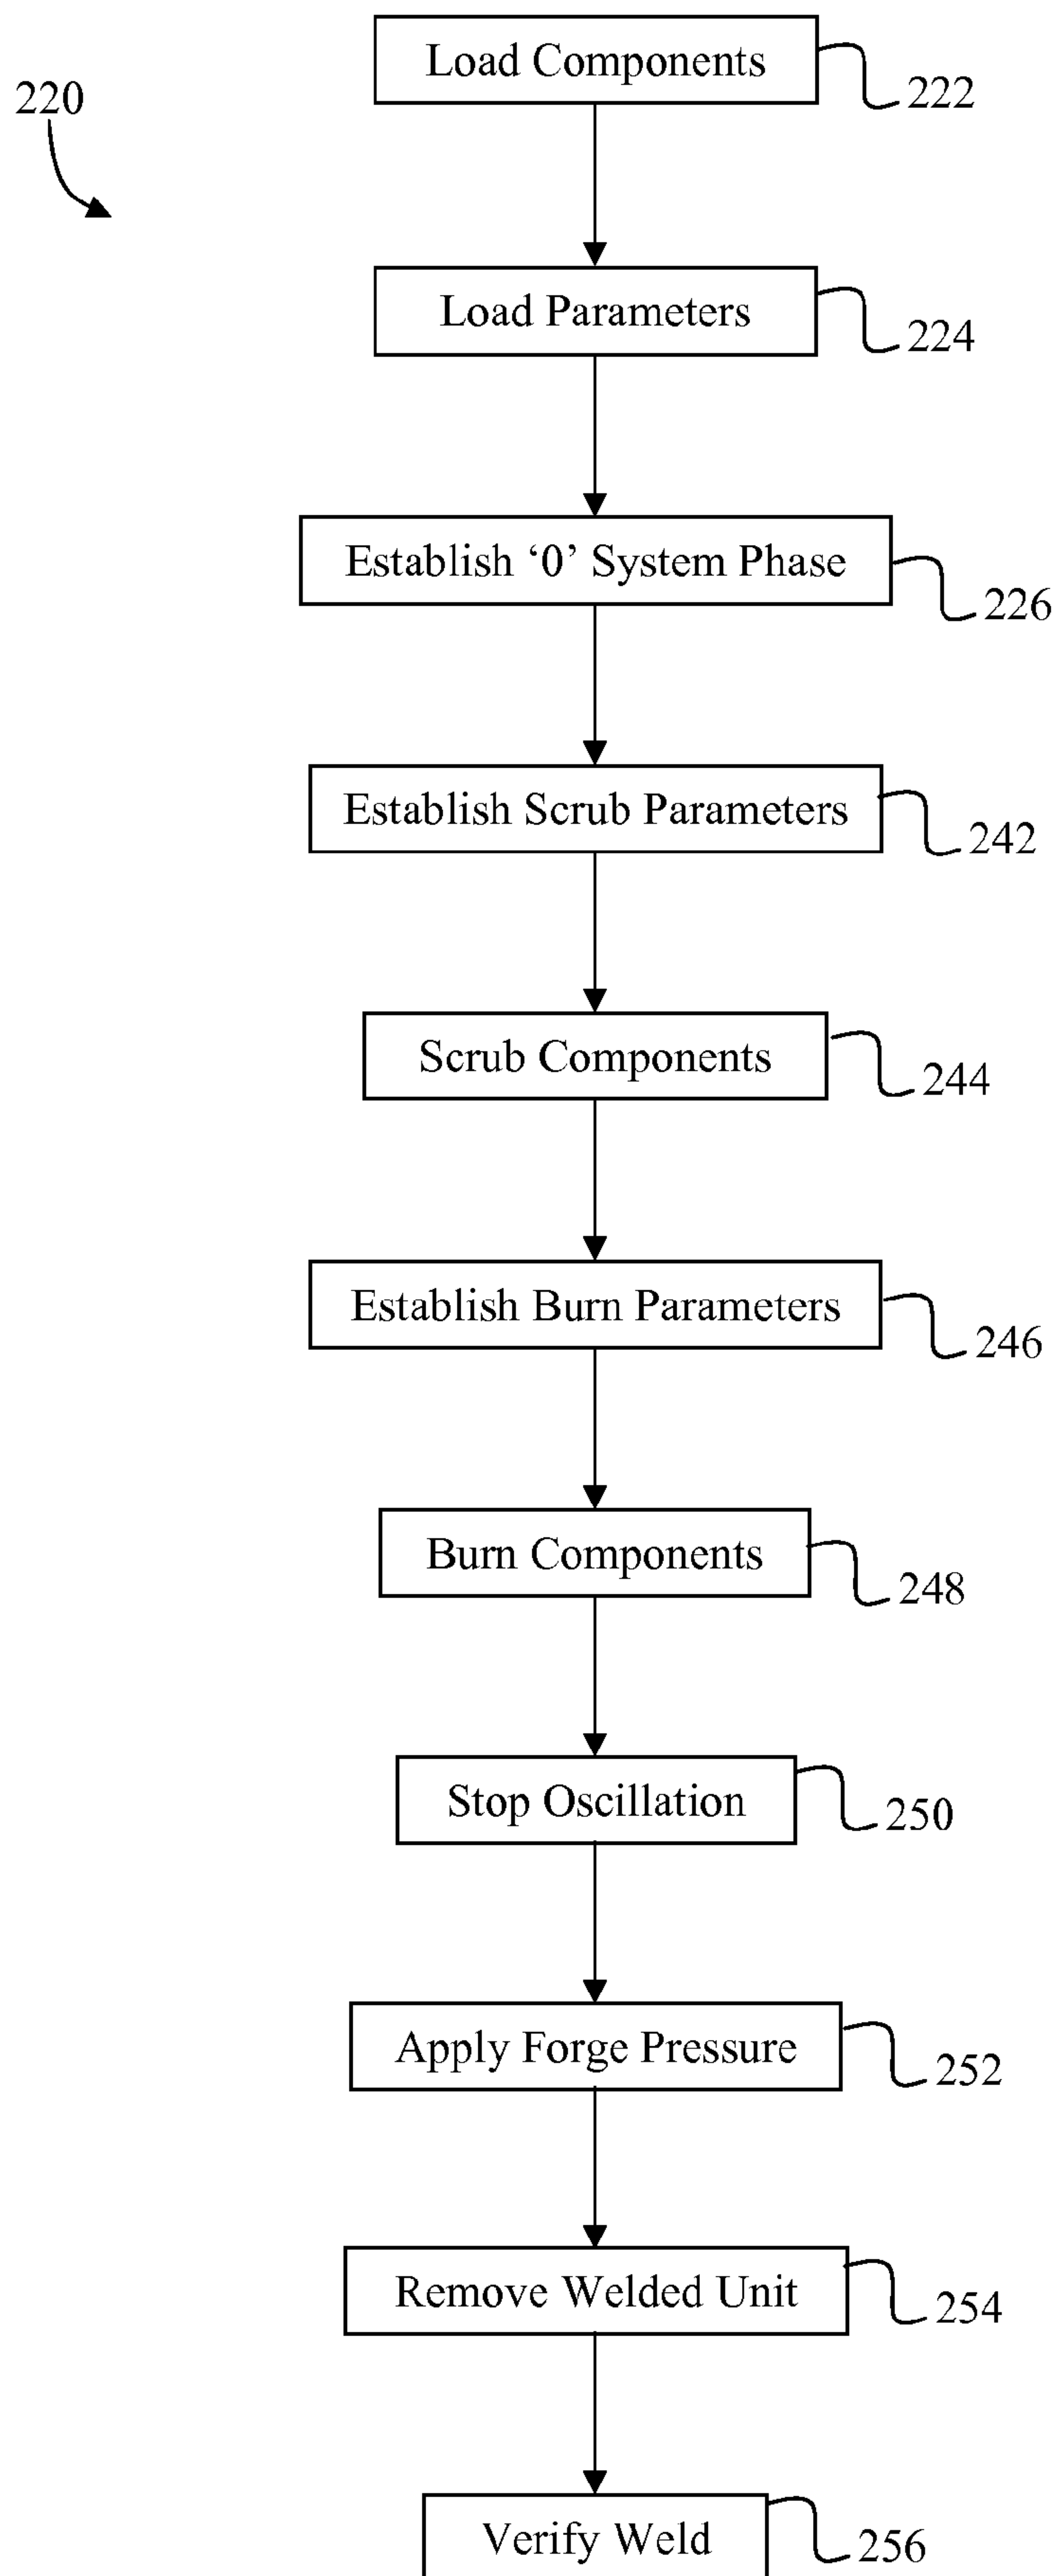 Load Components
222
220
Load Parameters
224
Establish ‘0’ System Phase
226
Establish Scrub Parameters
242
Scrub Components
244
Establish Burn Parameters
246
Burn Components
248
Stop Oscillation
250
Apply Forge Pressure
252
Remove Welded Unit
254
Verify Weld
256